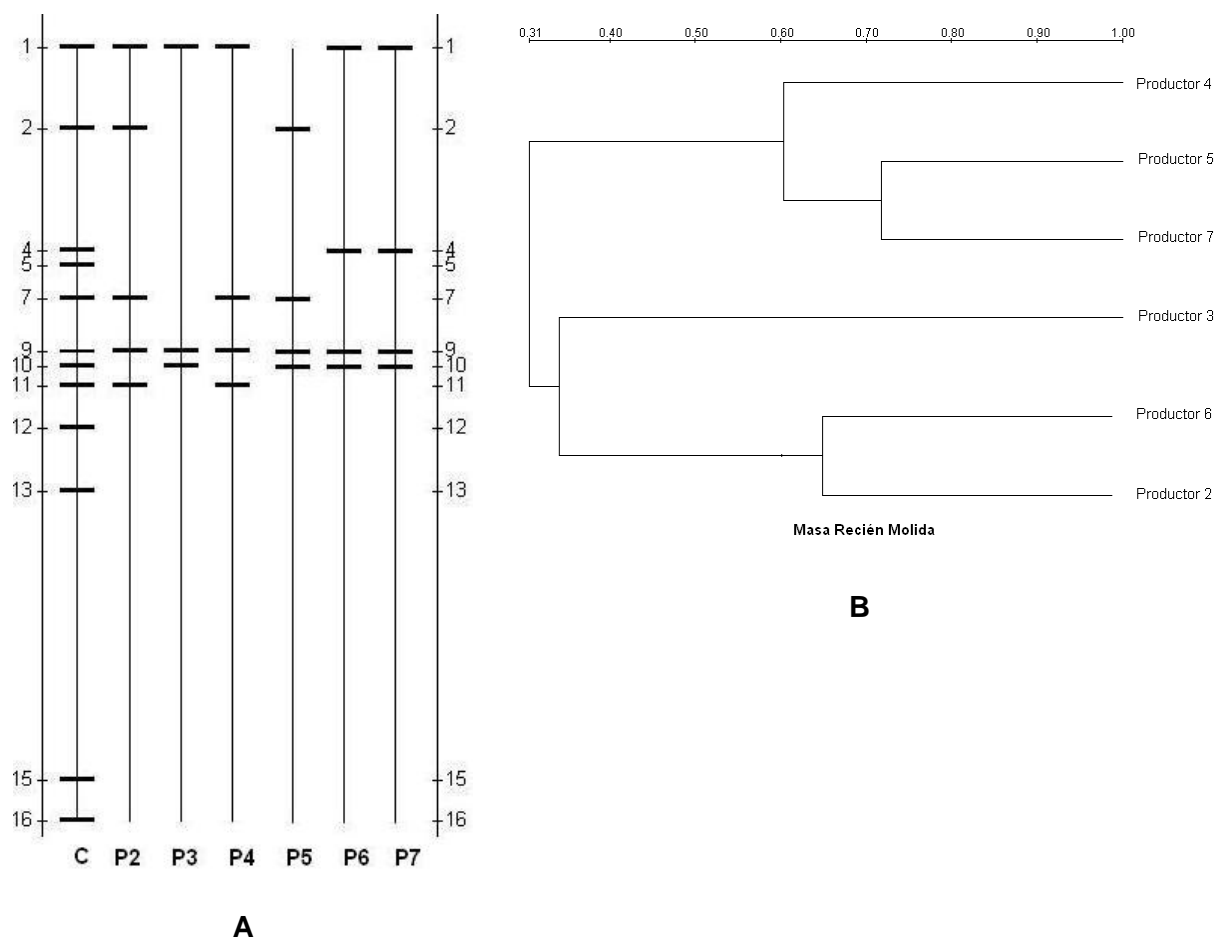 1
2
4
5
7
9
10
11
12
13
15
16
1
2
4
5
7
9
10
11
12
13
15
16
C P2 P3 P4 P5 P6 P7
A
0.31 0.40 0.50 0.60 0.70 0.80 0.90 1.00
Productor 4
Productor 5
Productor 7
Productor 3
Productor 6
Productor 2
Masa Recién Molida
B